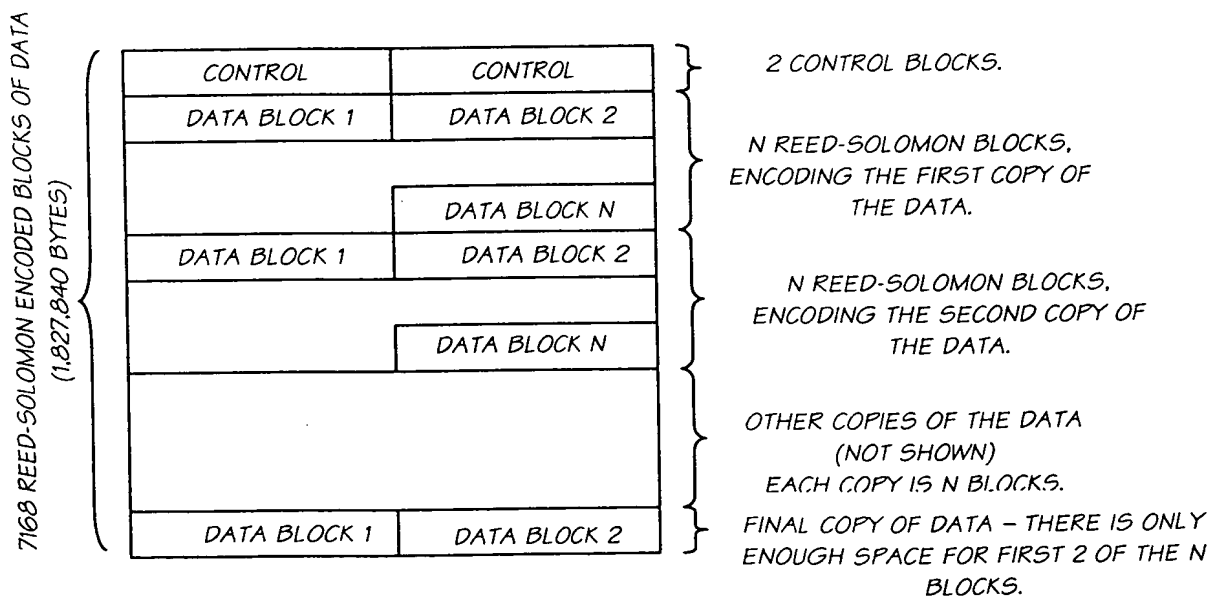 7168 REED-SOLOMON ENCODED BLOCKS OF DATA
(1,827,840 BYTES)
CONTROL CONTROL
2 CONTROL BLOCKS.
DATA BLOCK 1 DATA BLOCK 2
DATA BLOCK N
N REED-SOLOMON BLOCKS,
ENCODING THE FIRST COPY OF
THE DATA.
DATA BLOCK 1 DATA BLOCK 2
DATA BLOCK N
N REED-SOLOMON BLOCKS,
ENCODING THE SECOND COPY OF
THE DATA.
OTHER COPIES OF THE DATA
(NOT SHOWN)
EACH COPY IS N BLOCKS.
DATA BLOCK 1 DATA BLOCK 2
FINAL COPY OF DATA – THERE IS ONLY
ENOUGH SPACE FOR FIRST 2 OF THE N
BLOCKS.